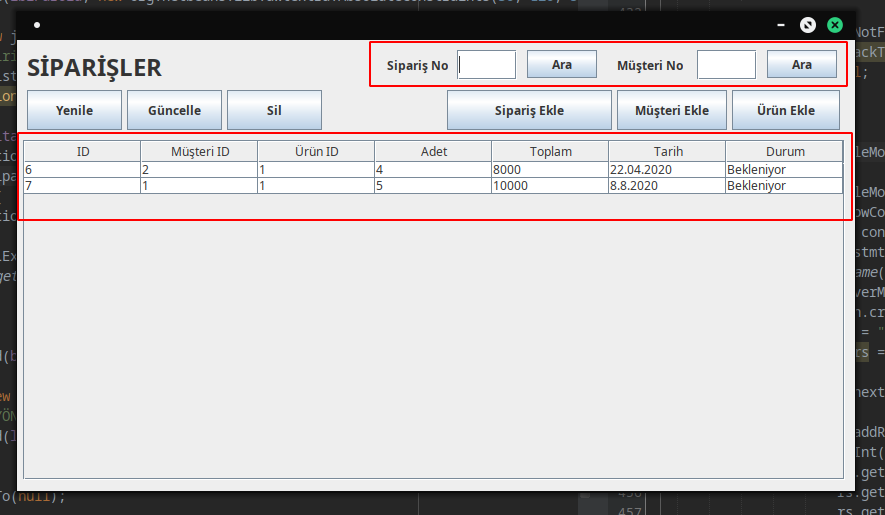 SİPARİŞLER
Sipariş No Ara Müşteri No Ara
Yenile Güncelle Sil Sipariş Ekle Müşteri Ekle Ürün Ekle
ID Müşteri ID Ürün ID Adet Toplam Tarih Durum
6 2 1 4 8000 22.04.2020 Bekleniyor
7 1 1 5 10000 8.8.2020 Bekleniyor
(null);
457